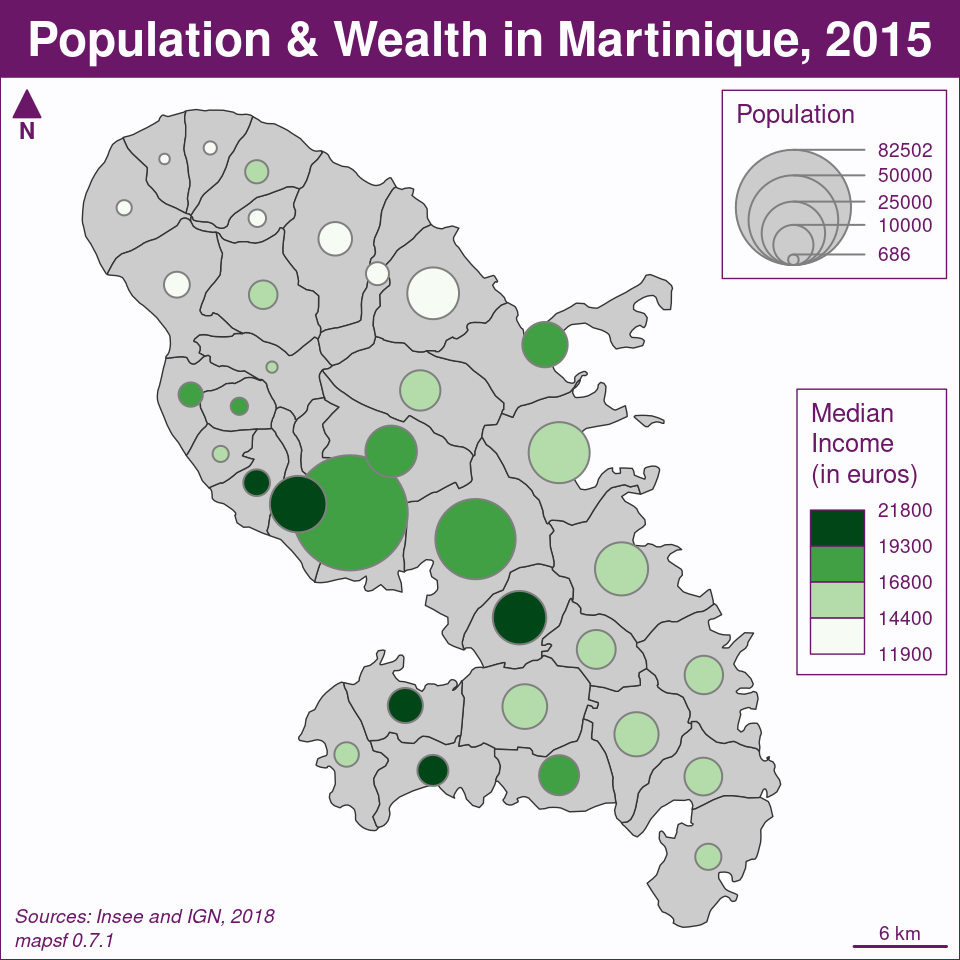 Population & Wealth in Martinique, 2015
N
Population
82502
50000
25000
10000
686
Median
Income
(in euros)
21800
19300
16800
14400
11900
Sources: Insee and IGN, 2018
mapsf 0.7.1
6 km